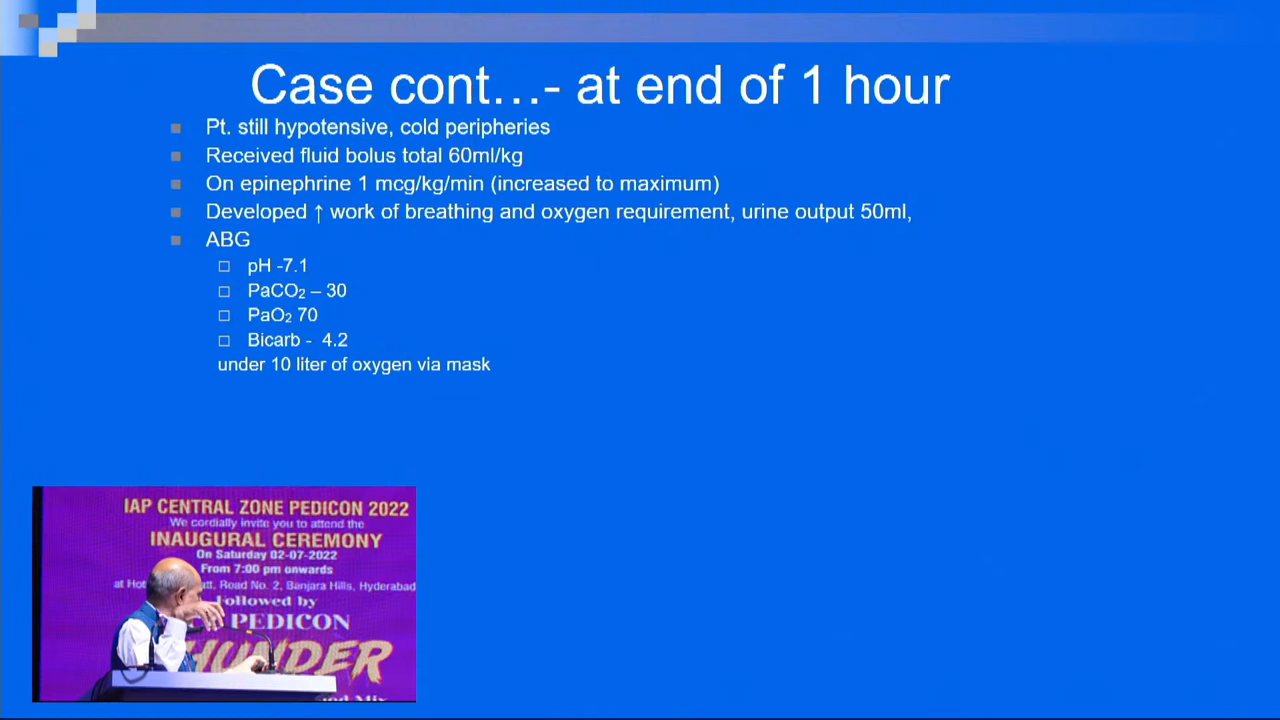 Case cont…- at end of 1 hour
Pt. still hypotensive, cold peripheries
Received fluid bolus total 60ml/kg
On epinephrine 1 mcg/kg/min (increased to maximum)
Developed ↑ work of breathing and oxygen requirement, urine output 50ml,
ABG
pH -7.1
PaCO₂ – 30
PaO₂ 70
Bicarb - 4.2
under 10 liter of oxygen via mask
IAP CENTRAL ZONE PEDICON 2022
We cordially invite you to attend the
INAUGURAL CEREMONY
On Saturday 02-07-2022
From 7:00 pm onwards
at Road No. 2, Banjara Hills, Hyderabad
Followed by
PEDICON